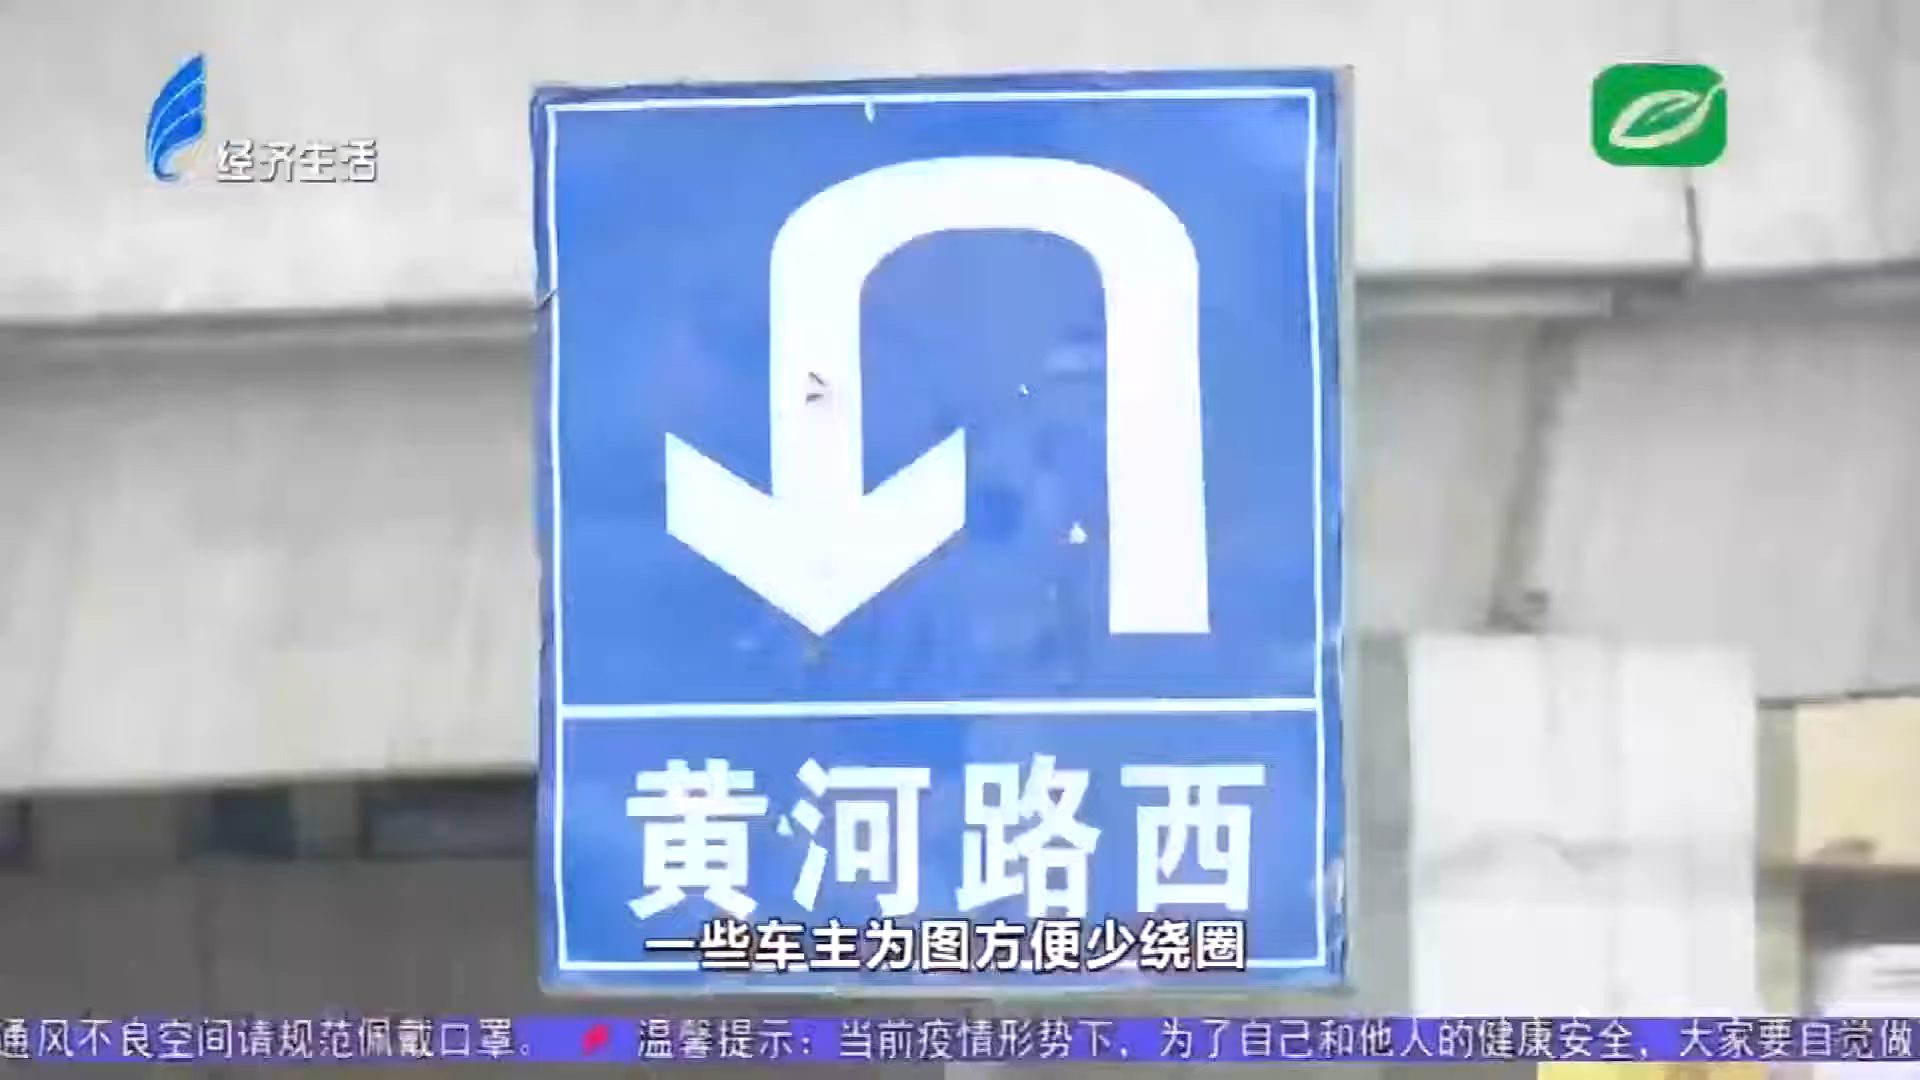 经济生活
黄河路西
一些车主为图方便少绕圈
通风不良空间请规范佩戴口罩。 温馨提示：当前疫情形势下，为了自己和他人的健康安全，大家要自觉做